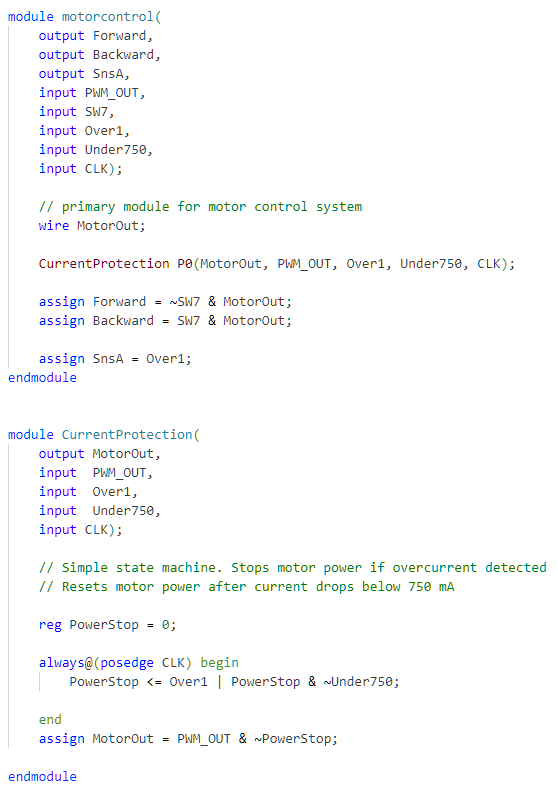 module motorcontrol(
    output Forward,
    output Backward,
    output SnsA,
    input PWM_OUT,
    input SW7,
    input Over1,
    input Under750,
    input CLK);

    // primary module for motor control system
    wire MotorOut;

    CurrentProtection P0(MotorOut, PWM_OUT, Over1, Under750, CLK);

    assign Forward = ~SW7 & MotorOut;
    assign Backward = SW7 & MotorOut;

    assign SnsA = Over1;
endmodule


module CurrentProtection(
    output MotorOut,
    input  PWM_OUT,
    input  Over1,
    input  Under750,
    input CLK);

    // Simple state machine. Stops motor power if overcurrent detected
    // Resets motor power after current drops below 750 mA

    reg PowerStop = 0;

    always@(posedge CLK) begin
        PowerStop <= Over1 | PowerStop & ~Under750;

    end
    assign MotorOut = PWM_OUT & ~PowerStop;

endmodule